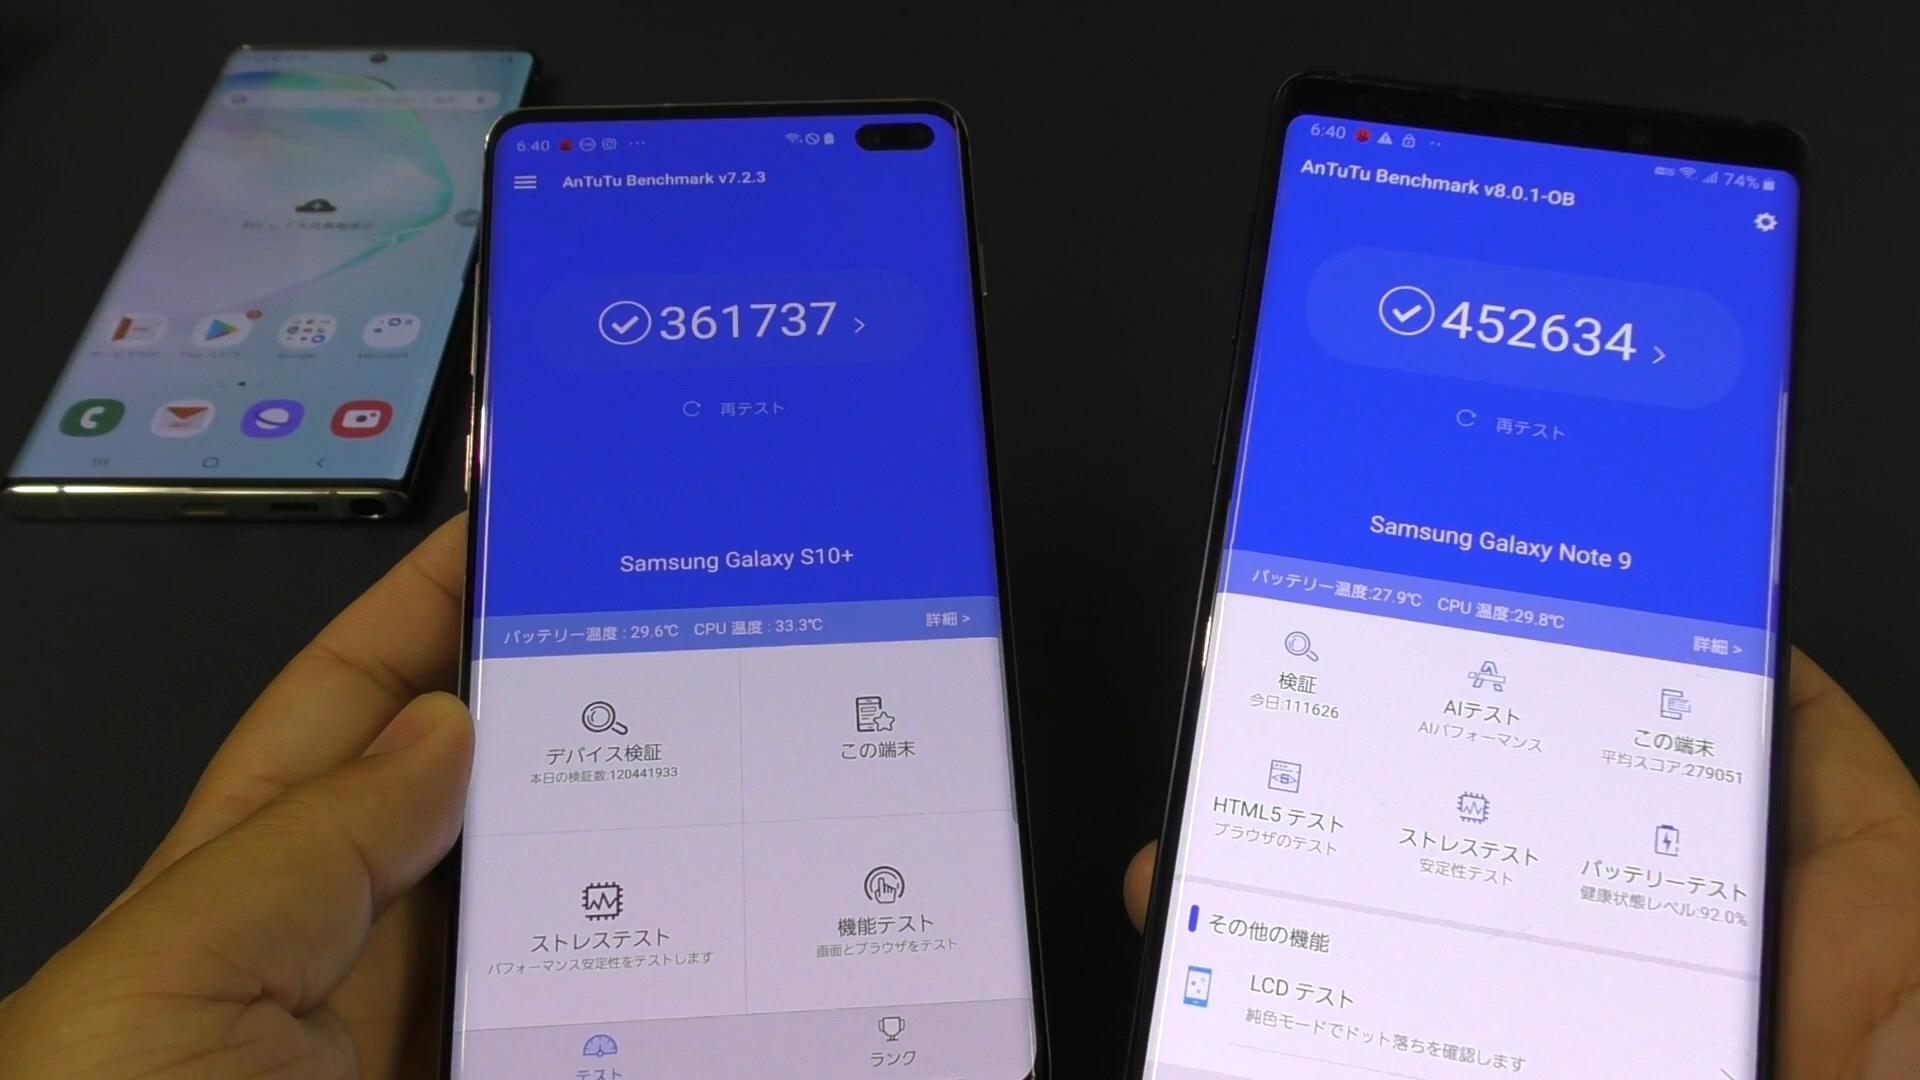 6:40
AnTuTu Benchmark v7.2.3
361737 >
再テスト
Samsung Galaxy S10+
バッテリー温度 : 29.6℃ CPU 温度 : 33.3℃
詳細 >
デバイス検証
本日の検証数:120441933
この端末
ストレステスト
パフォーマンス安定性をテストします
機能テスト
画面とブラウザをテスト
テスト
ランク
6:40
74%
AnTuTu Benchmark v8.0.1-OB
452634 >
再テスト
Samsung Galaxy Note 9
バッテリー温度:27.9℃ CPU 温度:29.8℃
詳細 >
検証
今日:111626
AIテスト
AIパフォーマンス
この端末
平均スコア:279051
HTML5 テスト
ブラウザのテスト
ストレステスト
安定性テスト
バッテリーテスト
健康状態レベル:92.0%
その他の機能
LCD テスト
純色モードでドット落ちを確認します